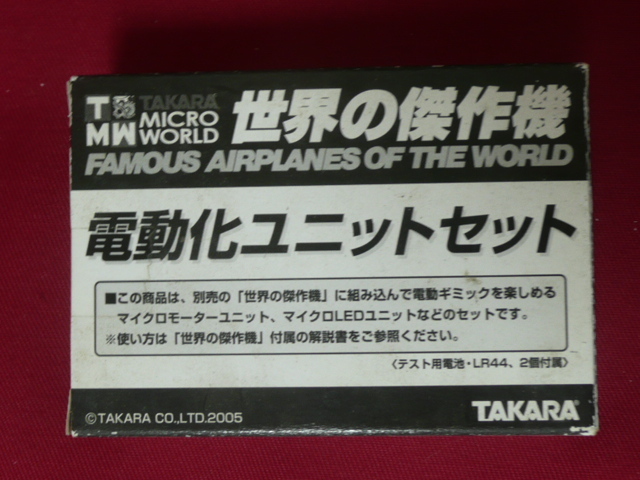 TMW TAKARA MICRO WORLD
世界の傑作機
FAMOUS AIRPLANES OF THE WORLD
電動化ユニットセット
■この商品は、別売の「世界の傑作機」に組み込んで電動ギミックを楽しめる
マイクロモーターユニット、マイクロLEDユニットなどのセットです。
※使い方は「世界の傑作機」付属の解説書をご参照ください。
〈テスト用電池・LR44、2個付属〉
©TAKARA CO.,LTD.2005
TAKARA